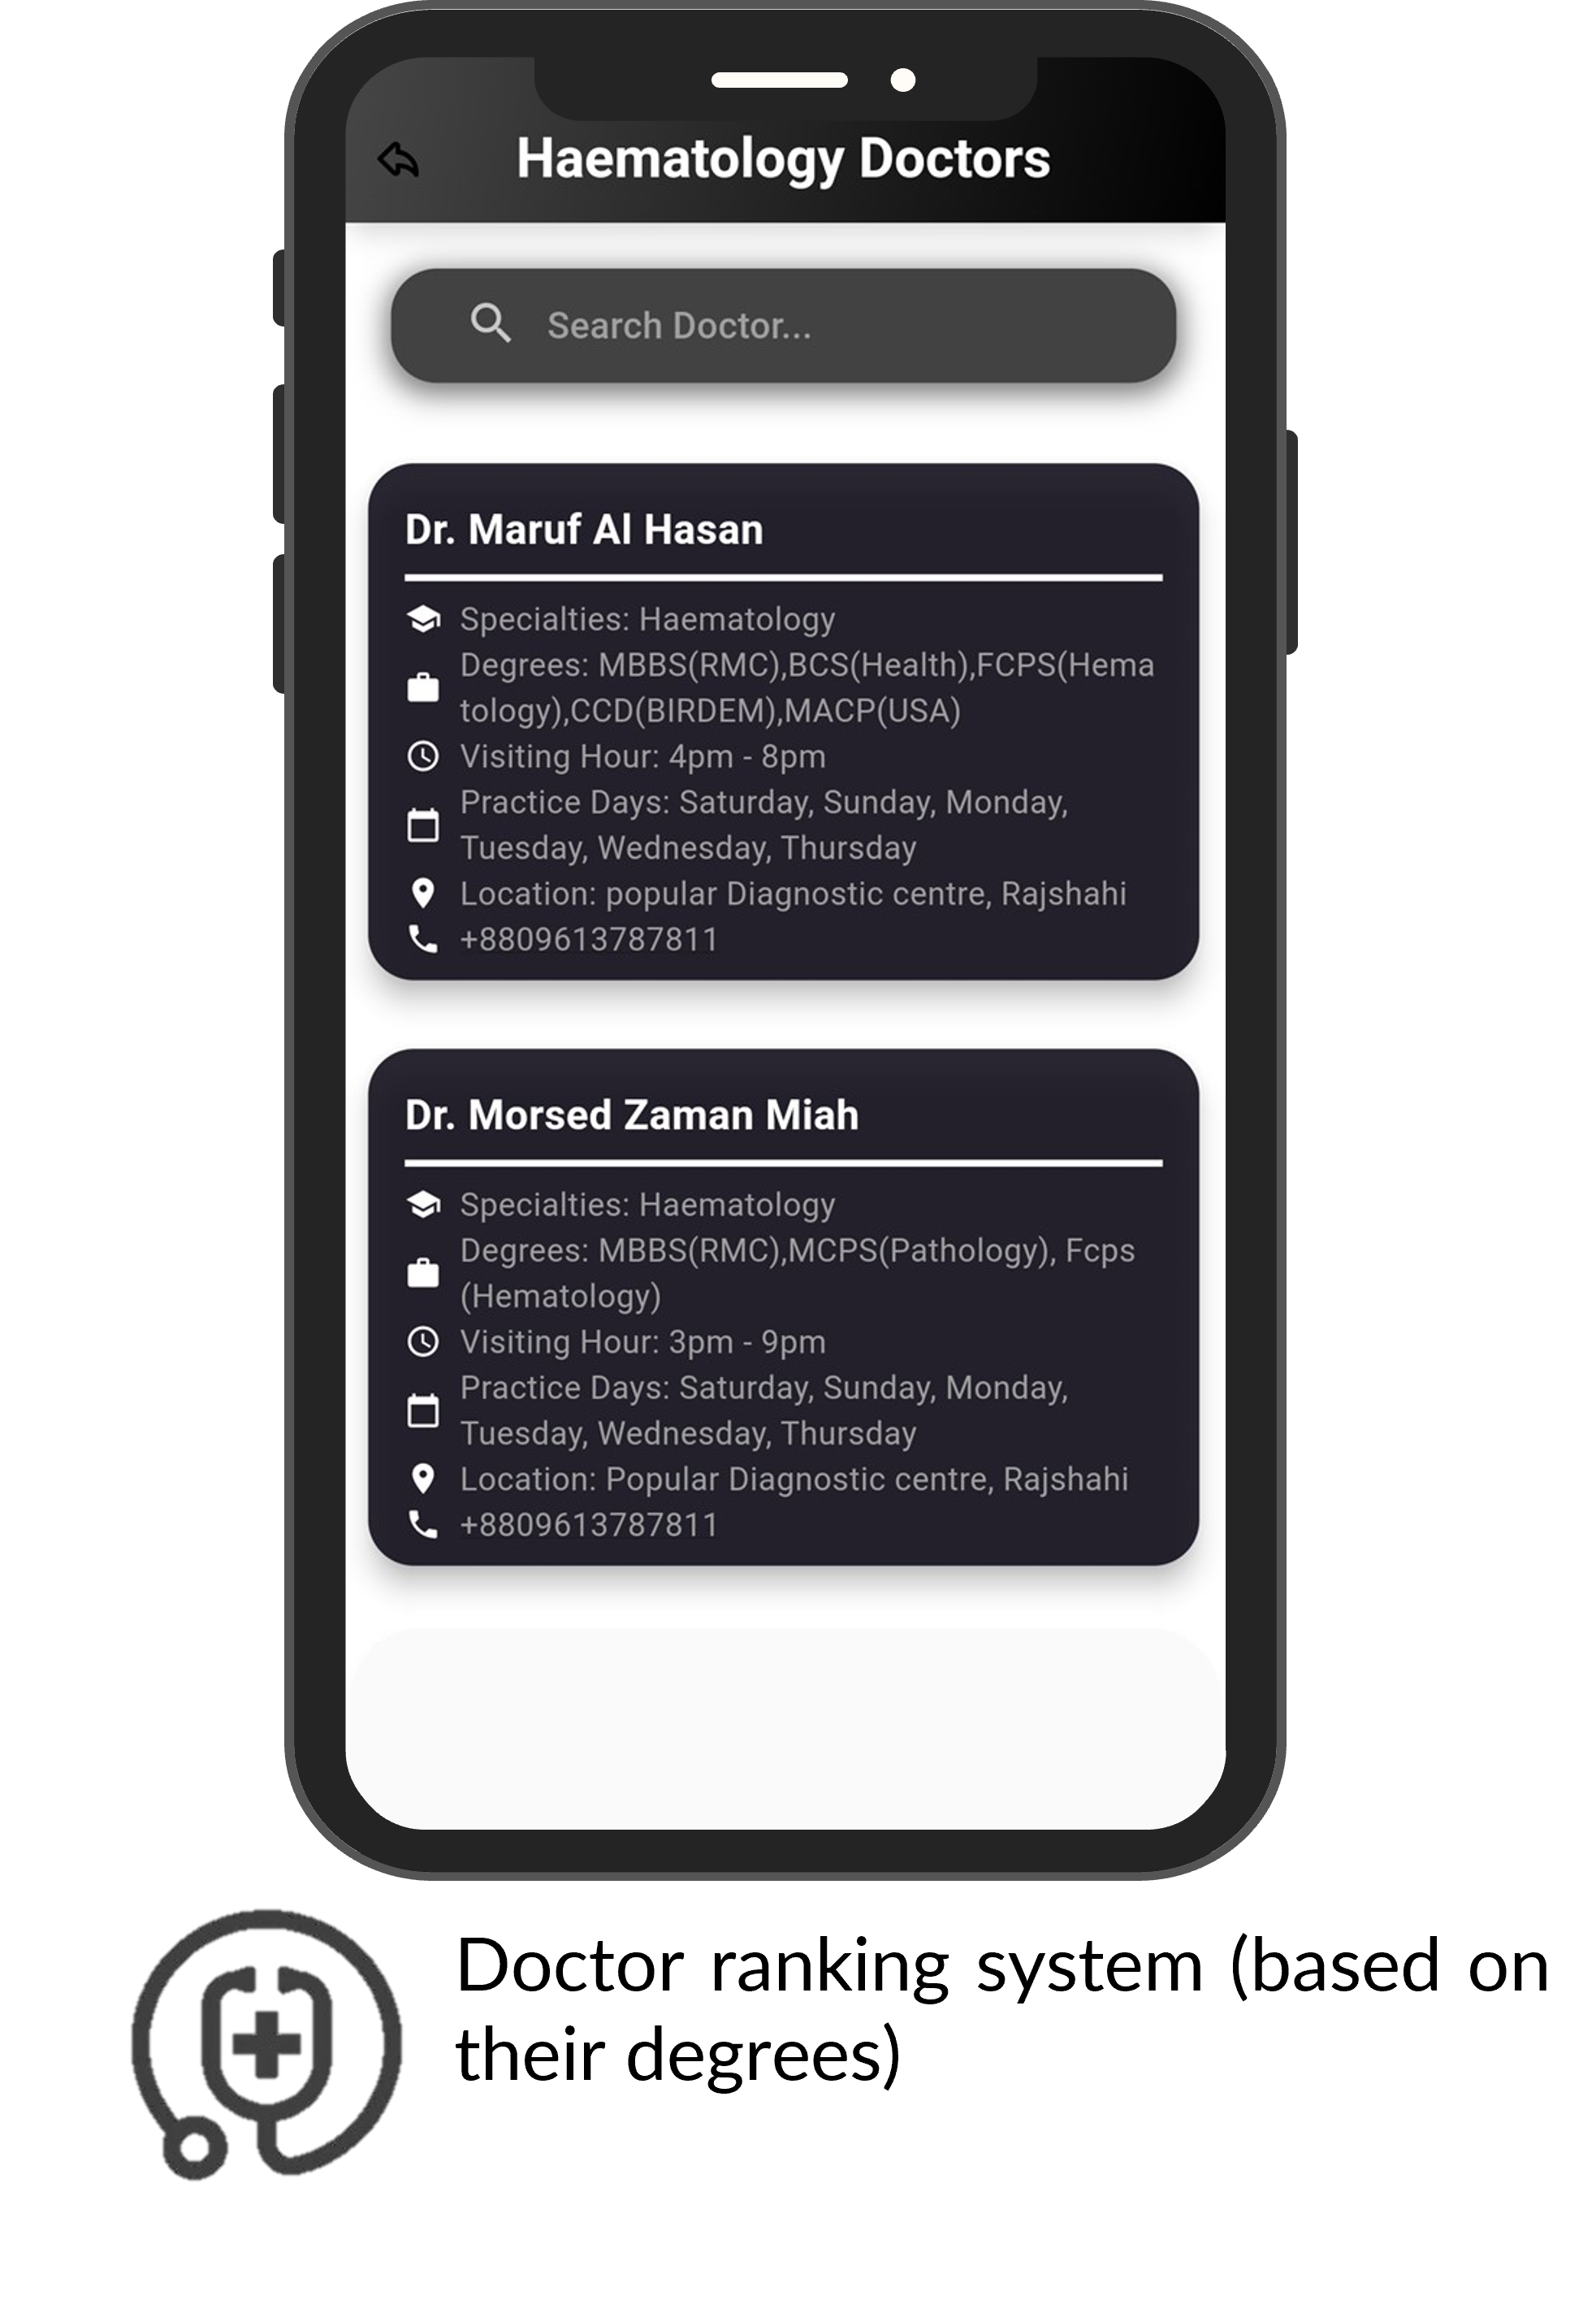 Haematology Doctors
Search Doctor...
Dr. Maruf Al Hasan
Specialties: Haematology
Degrees: MBBS(RMC),BCS(Health),FCPS(Hema
tology),CCD(BIRDEM),MACP(USA)
Visiting Hour: 4pm - 8pm
Practice Days: Saturday, Sunday, Monday,
Tuesday, Wednesday, Thursday
Location: popular Diagnostic centre, Rajshahi
+8809613787811
Dr. Morsed Zaman Miah
Specialties: Haematology
Degrees: MBBS(RMC),MCPS(Pathology), Fcps
(Hematology)
Visiting Hour: 3pm - 9pm
Practice Days: Saturday, Sunday, Monday,
Tuesday, Wednesday, Thursday
Location: Popular Diagnostic centre, Rajshahi
+8809613787811
Doctor ranking system (based on
their degrees)